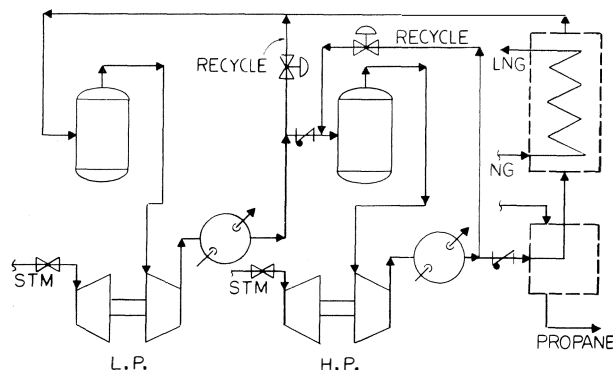 RECYCLE
RECYCLE
LNG
NG
STM
STM
PROPANE
L.P.
H.P.